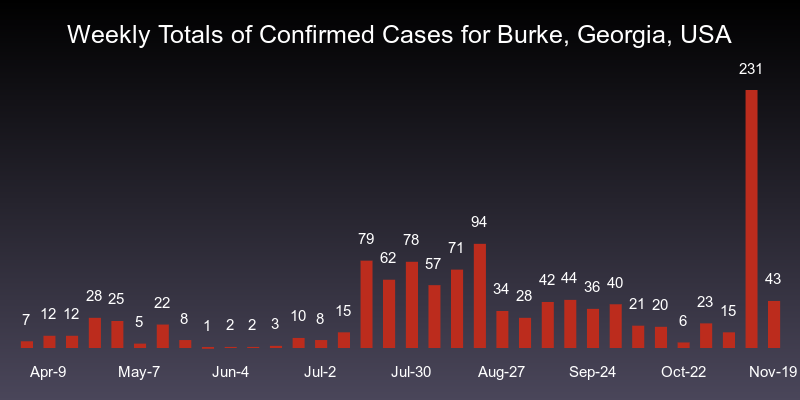 Weekly Totals of Confirmed Cases for Burke, Georgia, USA
7 12 12 28 25 5 22 8 1 2 2 3 10 8 15 79 62 78 57 71 94 34 28 42 44 36 40 21 20 6 23 15 231 43
Apr-9 May-7 Jun-4 Jul-2 Jul-30 Aug-27 Sep-24 Oct-22 Nov-19